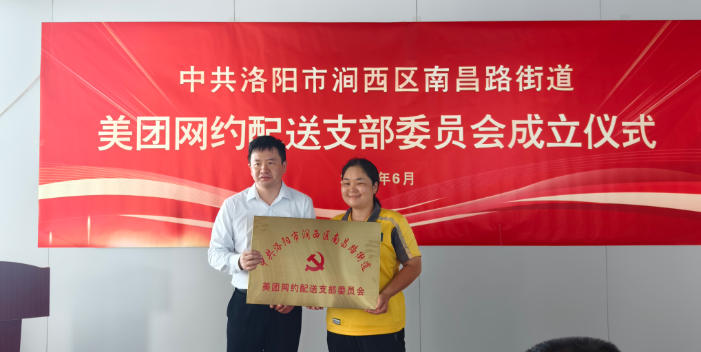 中共洛阳市涧西区南昌路街道
美团网约配送支部委员会成立仪式
年6月
中共洛阳市涧西区南昌路街道
美团网约配送支部委员会